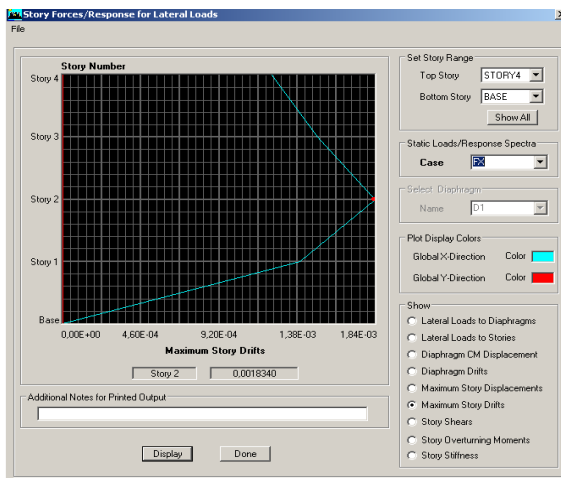 Story Forces/Response for Lateral Loads
File
Story Number
Story 4
Story 3
Story 2
Story 1
Base
0,00E+00 4,60E-04 9,20E-04 1,38E-03 1,84E-03
Maximum Story Drifts
Story 2 0,0018340
Additional Notes for Printed Output
Display Done
Set Story Range
Top Story STORY4
Bottom Story BASE
Show All
Static Loads/Response Spectra
Case EX
Select Diaphragm
Name D1
Plot Display Colors
Global X-Direction Color
Global Y-Direction Color
Show
Lateral Loads to Diaphragms
Lateral Loads to Stories
Diaphragm CM Displacement
Diaphragm Drifts
Maximum Story Displacements
Maximum Story Drifts
Story Shears
Story Overturning Moments
Story Stiffness